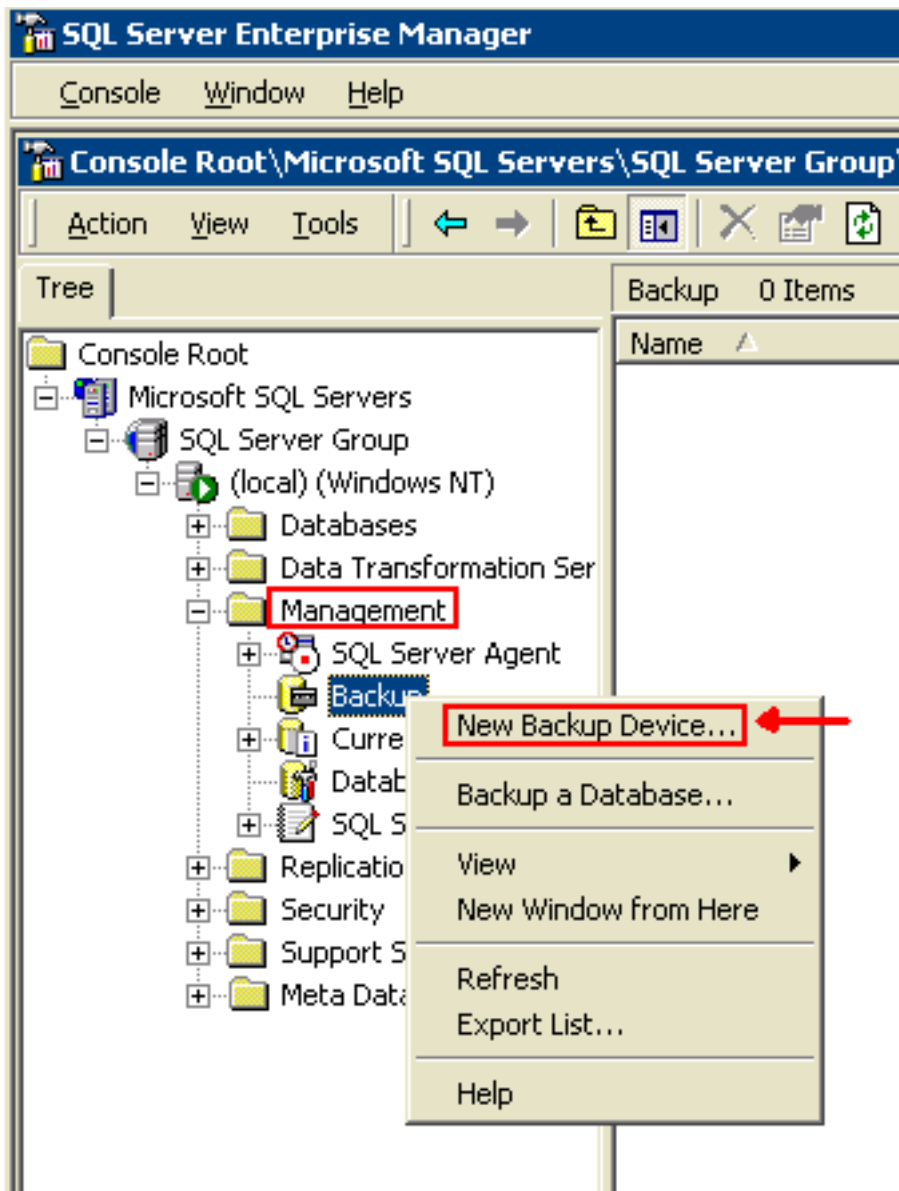 SQL Server Enterprise Manager
Console Window Help
Console Root\Microsoft SQL Servers\SQL Server Group\
Action View Tools
Tree
Backup 0 Items
Name
Console Root
Microsoft SQL Servers
SQL Server Group
(local) (Windows NT)
Databases
Data Transformation Ser
Management
SQL Server Agent
Backup
Curre
Datab
SQL S
Replicatio
Security
Support S
Meta Data
New Backup Device...
Backup a Database...
View
New Window from Here
Refresh
Export List...
Help